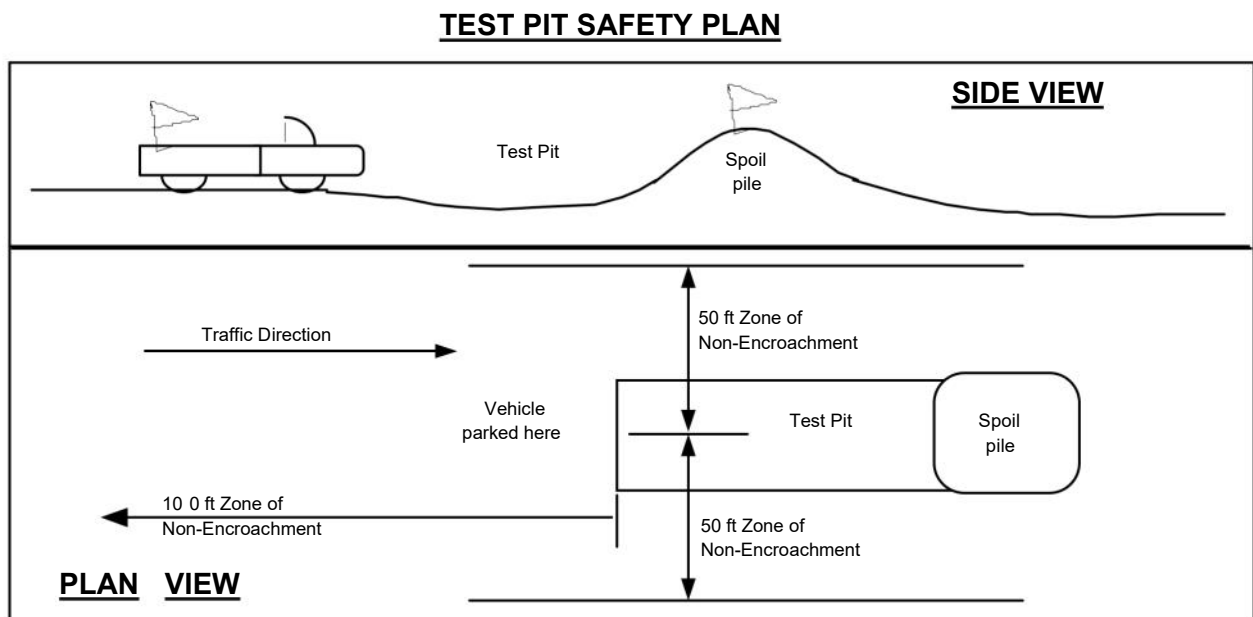 TEST PIT SAFETY PLAN
SIDE VIEW
Test Pit
Spoil
pile
50 ft Zone of
Non-Encroachment
Traffic Direction
Vehicle
parked here
Test Pit
Spoil
pile
10 0 ft Zone of
Non-Encroachment
50 ft Zone of
Non-Encroachment
PLAN VIEW